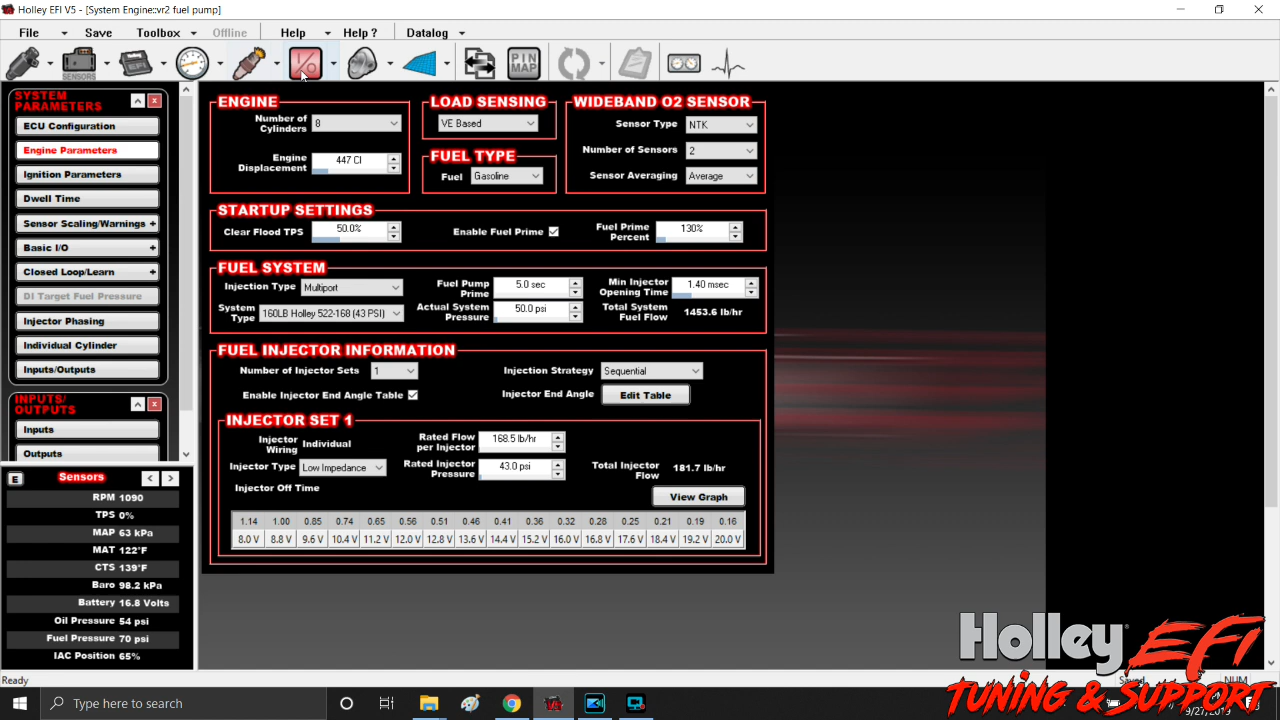 Holley EFI V5 - [System Engine::vr2 fuel pump]
File Save Toolbox Offline Help Help ? Datalog
SENSORS I/O PIN MAP
SYSTEM PARAMETERS
ECU Configuration
Engine Parameters
Ignition Parameters
Dwell Time
Sensor Scaling/Warnings +
Basic I/O +
Closed Loop/Learn +
DI Target Fuel Pressure
Injector Phasing
Individual Cylinder
Inputs/Outputs
INPUTS/
OUTPUTS
Inputs
Outputs
E Sensors < >
RPM 1090
TPS 0%
MAP 63 kPa
MAT 122°F
CTS 139°F
Baro 98.2 kPa
Battery 16.8 Volts
Oil Pressure 54 psi
Fuel Pressure 70 psi
IAC Position 65%
ENGINE
Number of Cylinders 8
Engine Displacement 447 CI
LOAD SENSING
VE Based
FUEL TYPE
Fuel Gasoline
WIDEBAND O2 SENSOR
Sensor Type NTK
Number of Sensors 2
Sensor Averaging Average
STARTUP SETTINGS
Clear Flood TPS 50.0% Enable Fuel Prime Fuel Prime Percent 130%
FUEL SYSTEM
Injection Type Multiport Fuel Pump Prime 5.0 sec Min Injector Opening Time 1.40 msec
System Type 160LB Holley 522-168 (43 PSI) Actual System Pressure 50.0 psi Total System Fuel Flow 1453.6 lb/hr
FUEL INJECTOR INFORMATION
Number of Injector Sets 1 Injection Strategy Sequential
Enable Injector End Angle Table Injector End Angle Edit Table
INJECTOR SET 1
Injector Wiring Individual Rated Flow per Injector 168.5 lb/hr
Injector Type Low Impedance Rated Injector Pressure 43.0 psi Total Injector Flow 181.7 lb/hr
Injector Off Time View Graph
1.14 1.00 0.85 0.74 0.65 0.56 0.51 0.46 0.41 0.36 0.32 0.28 0.25 0.21 0.19 0.16
8.0 V 8.8 V 9.6 V 10.4 V 11.2 V 12.0 V 12.8 V 13.6 V 14.4 V 15.2 V 16.0 V 16.8 V 17.6 V 18.4 V 19.2 V 20.0 V
Holley EFI
TUNING & SUPPORT
Ready NUM
Type here to search
9/27/2019